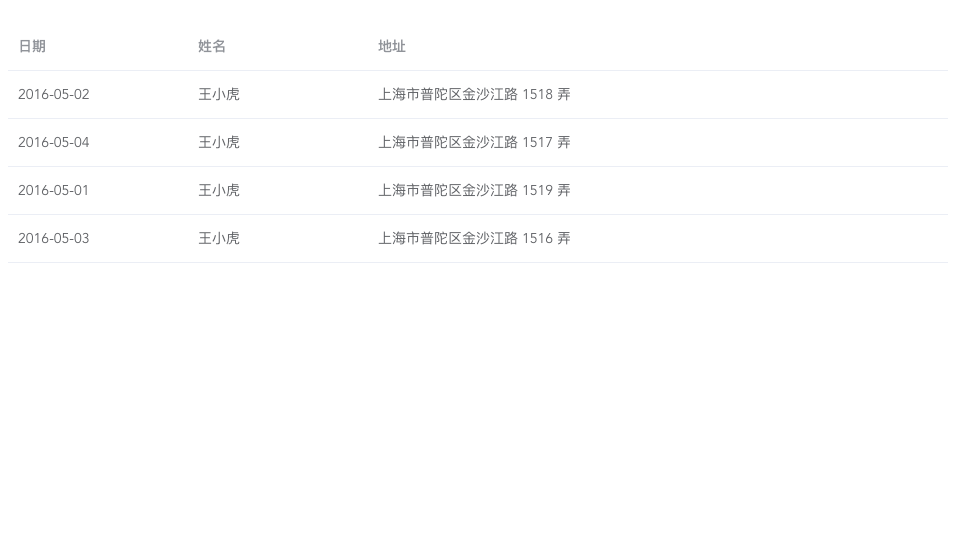 日期 姓名 地址
2016-05-02 王小虎 上海市普陀区金沙江路 1518 弄
2016-05-04 王小虎 上海市普陀区金沙江路 1517 弄
2016-05-01 王小虎 上海市普陀区金沙江路 1519 弄
2016-05-03 王小虎 上海市普陀区金沙江路 1516 弄